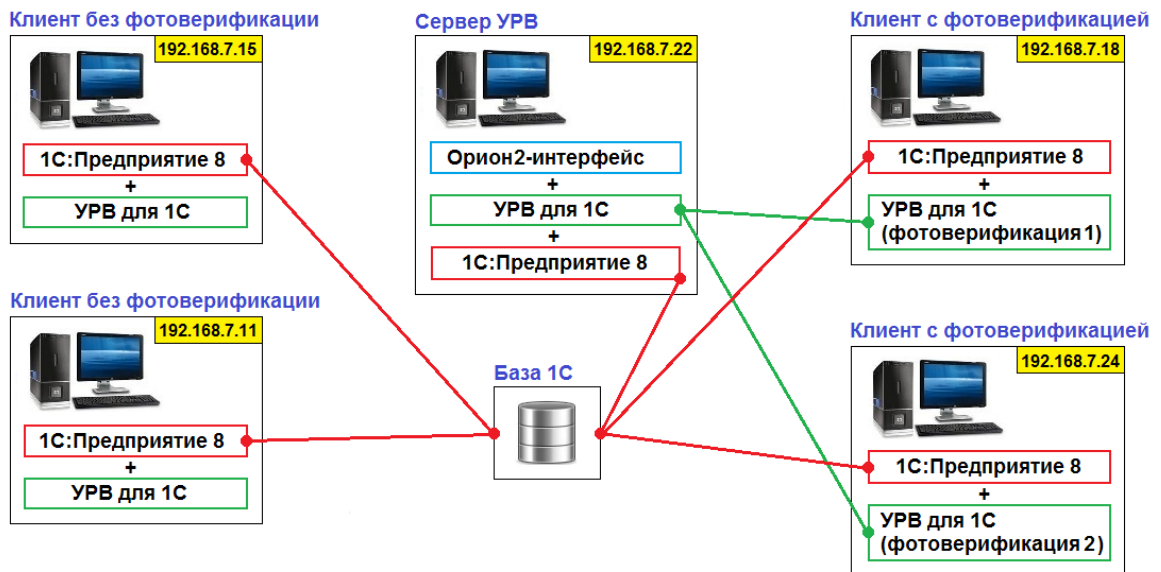 Клиент без фотоверификации
192.168.7.15
1С:Предприятие 8
+
УРВ для 1С
Клиент без фотоверификации
192.168.7.11
1С:Предприятие 8
+
УРВ для 1С
Сервер УРВ
192.168.7.22
Орион2-интерфейс
+
УРВ для 1С
+
1С:Предприятие 8
База 1С
Клиент с фотоверификацией
192.168.7.18
1С:Предприятие 8
+
УРВ для 1С
(фотоверификация 1)
Клиент с фотоверификацией
192.168.7.24
1С:Предприятие 8
+
УРВ для 1С
(фотоверификация 2)